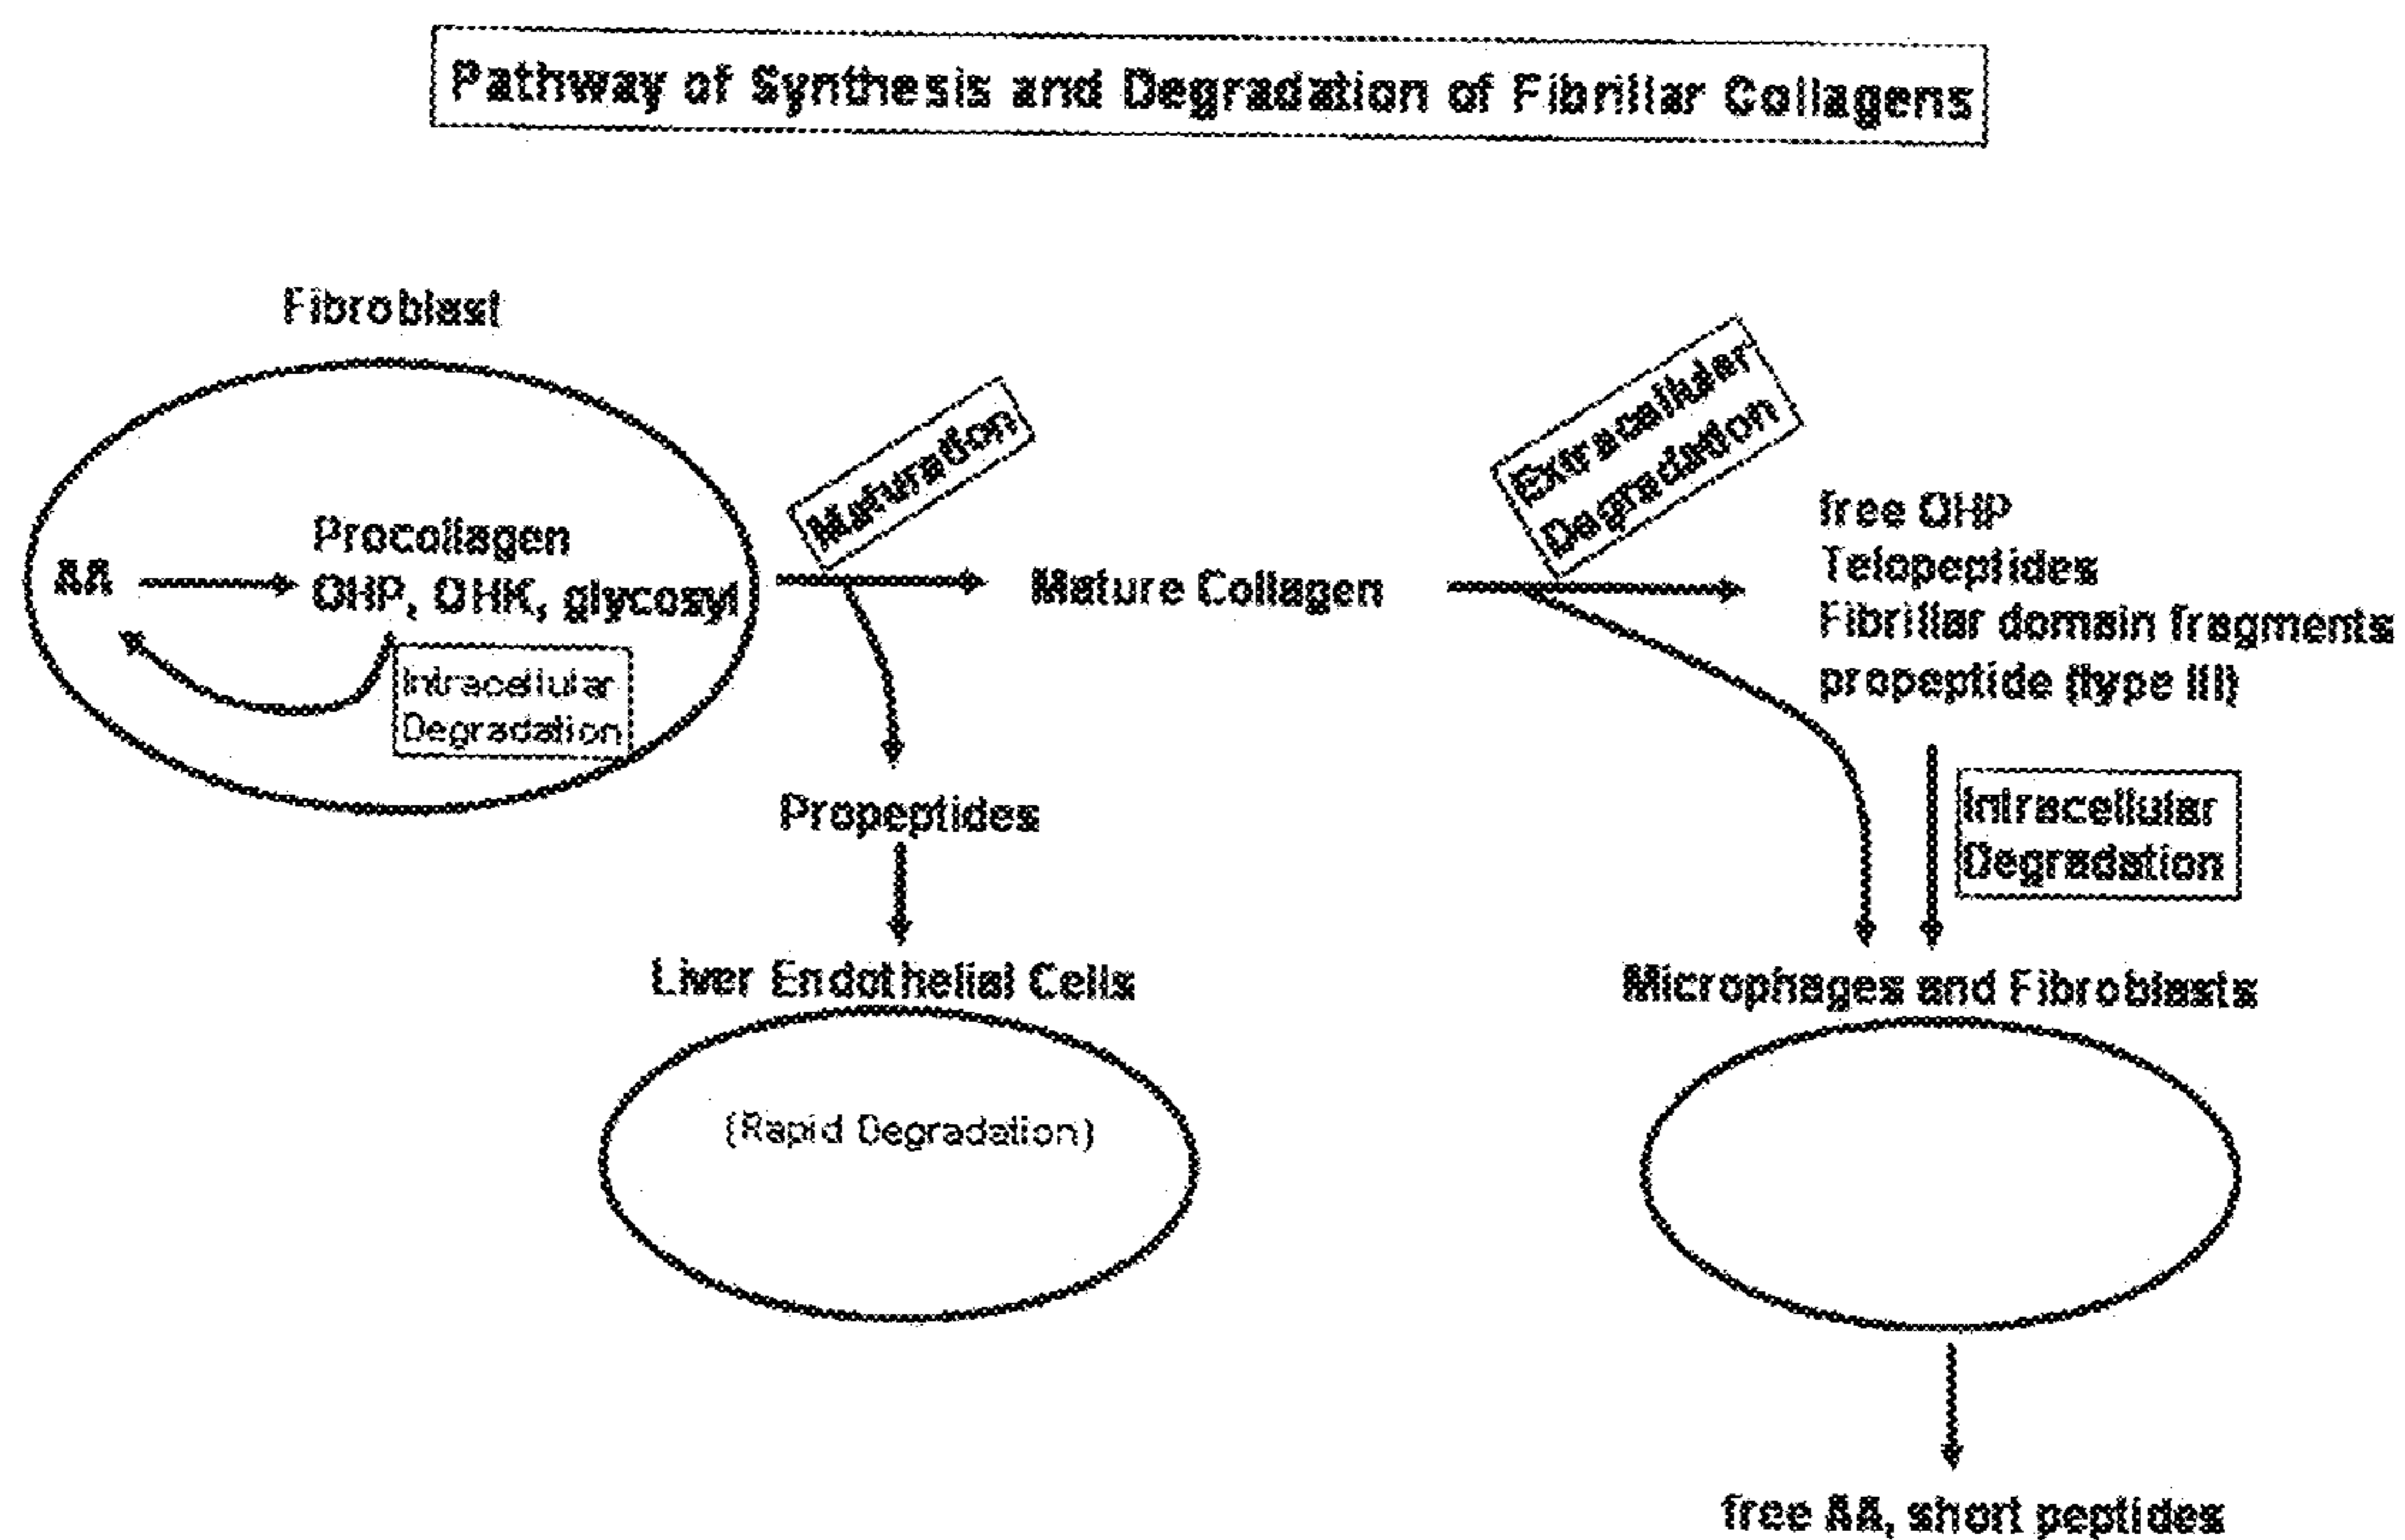 Pathway of Synthesis and Degradation of Fibrillar Collagens
Fibroblast
AA
Procollagen
OHP, OHK, glycosyl
Intracellular
Degradation
Maturation
Mature Collagen
Extracellular
Degradation
free OHP
Telopeptides
Fibrillar domain fragments
propeptide (type III)
Propeptides
Intracellular
Degradation
Liver Endothelial Cells
(Rapid Degradation)
Microphages and Fibroblasts
free AA, short peptides